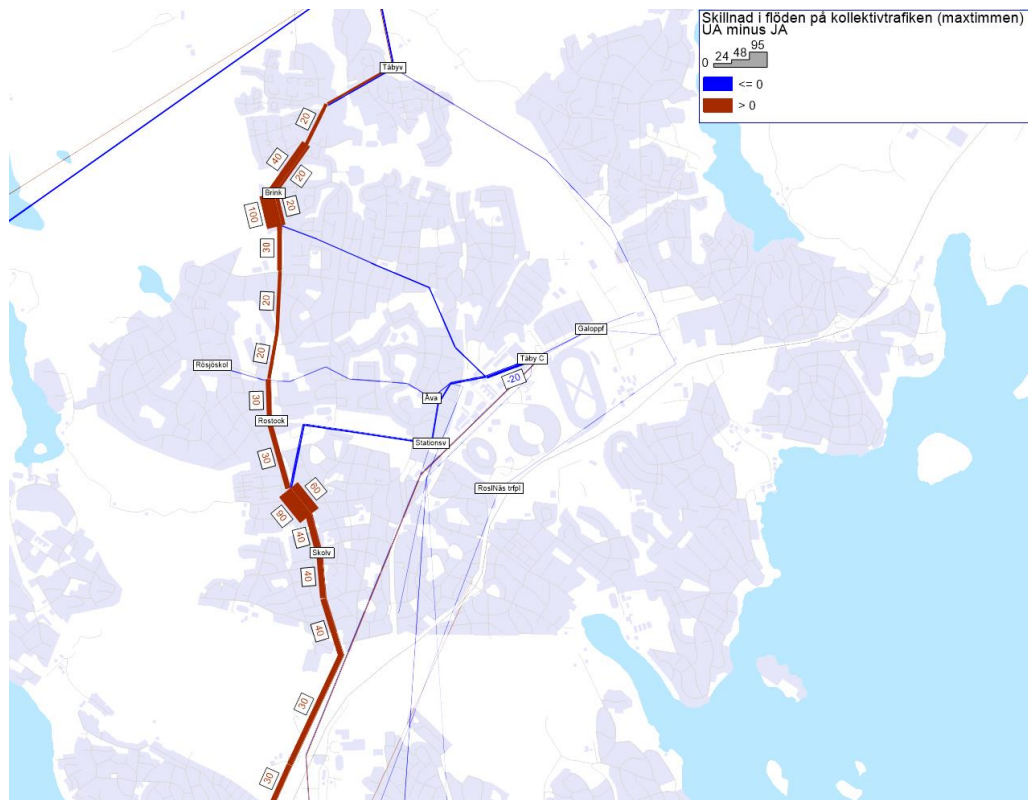 Skillnad i flöden på kollektivtrafiken (maxtimmen)
UA minus JA
0 24 48 95
<= 0
> 0
Täbyv
20
40
20
Brink
100
20
30
20
Galoppf
20
Täby C
Rösjöskol
-20
30
Åva
Rostock
Stationsv
30
60
RoslNäs trfpl
90
40
Skolv
40
40
30
30